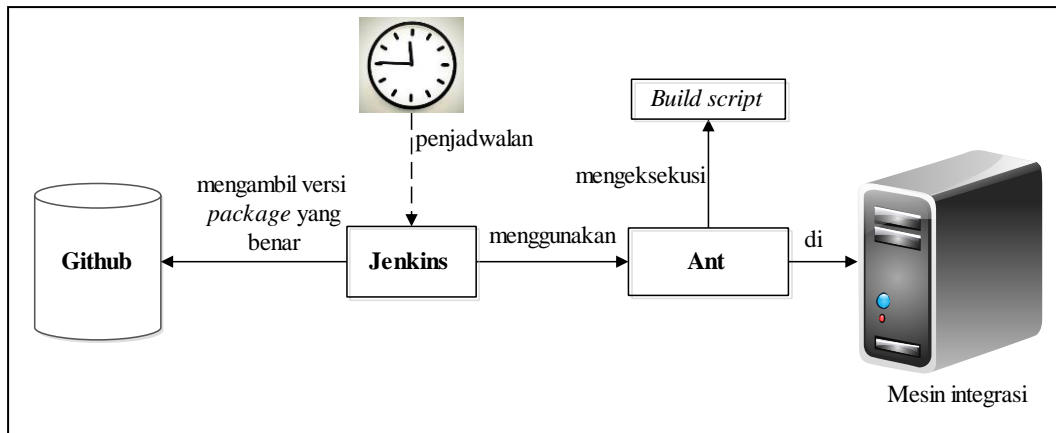 Build script
penjadwalan
mengambil versi
package yang
benar
mengeksekusi
Github
Jenkins
menggunakan
Ant
di
Mesin integrasi